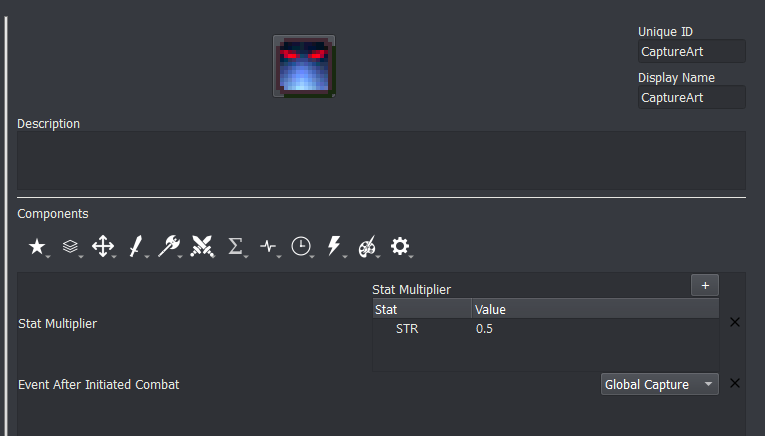 Unique ID
CaptureArt
Display Name
CaptureArt
Description
Components
Stat Multiplier
+
Stat Value
Stat Multiplier
STR 0.5
Event After Initiated Combat Global Capture